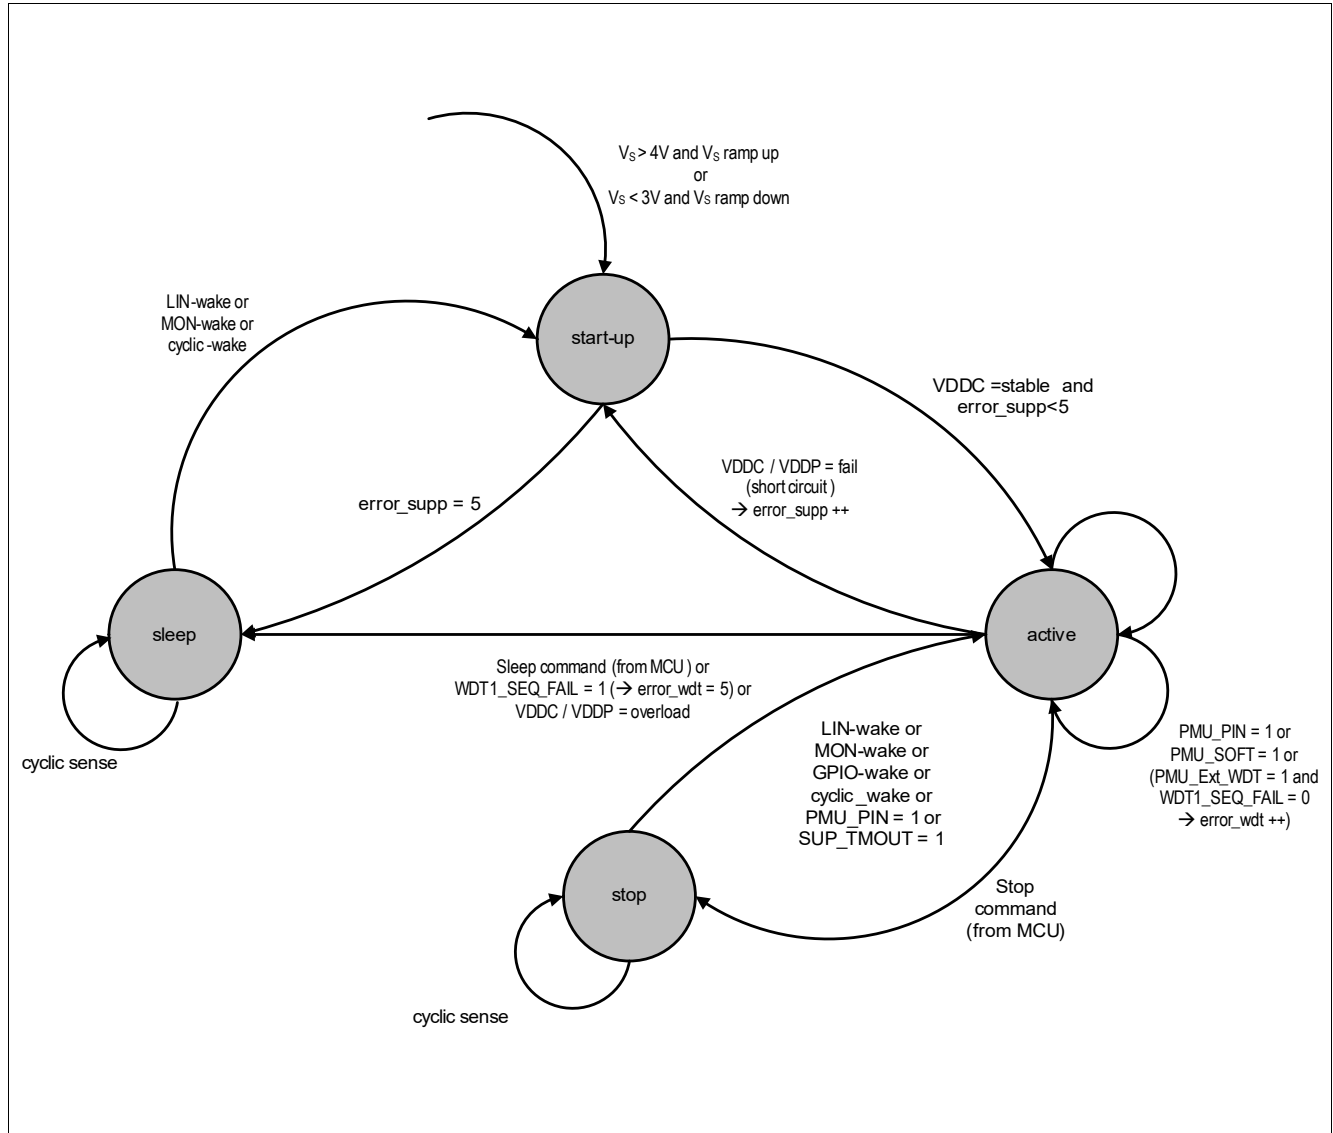 V_S > 4V and V_S ramp up
or
V_S < 3V and V_S ramp down
LIN-wake or
MON-wake or
cyclic -wake
start-up
VDDC =stable and
error_supp<5
VDDC / VDDP = fail
(short circuit )
→ error_supp ++
error_supp = 5
sleep
active
Sleep command (from MCU ) or
WDT1_SEQ_FAIL = 1 (→ error_wdt = 5) or
VDDC / VDDP = overload
cyclic sense
LIN-wake or
MON-wake or
GPIO-wake or
cyclic _wake or
PMU_PIN = 1 or
SUP_TMOUT = 1
PMU_PIN = 1 or
PMU_SOFT = 1 or
(PMU_Ext_WDT = 1 and
WDT1_SEQ_FAIL = 0
→ error_wdt ++)
stop
Stop
command
(from MCU)
cyclic sense